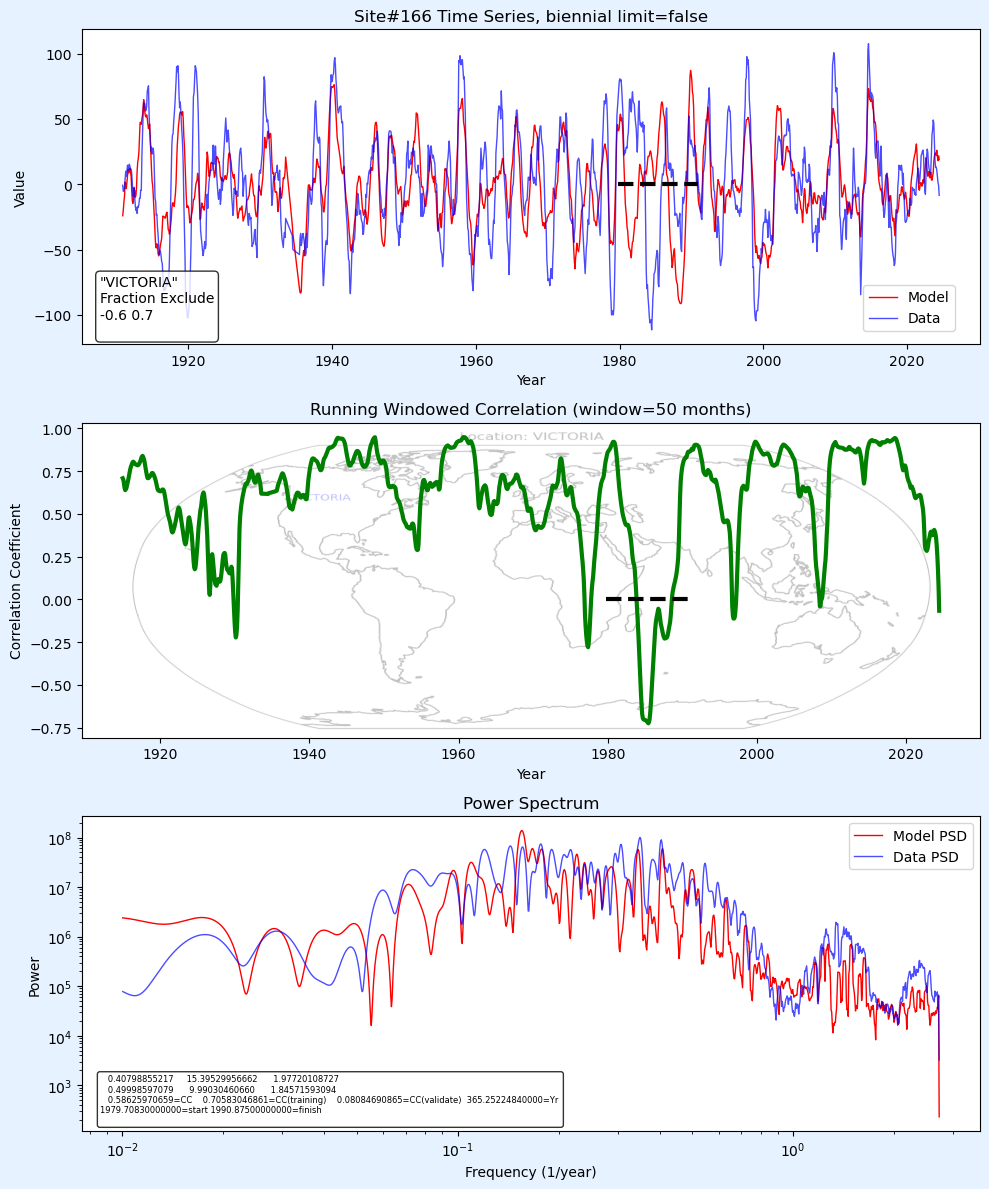 Site#166 Time Series, biennial limit=false
100
50
0
−50
−100
Value
"VICTORIA"
Fraction Exclude
-0.6 0.7
Model
Data
1920
1940
1960
1980
2000
2020
Year
Running Windowed Correlation (window=50 months)
1.00
0.75
0.50
0.25
0.00
−0.25
−0.50
−0.75
Correlation Coefficient
Location: VICTORIA
VICTORIA
1920
1940
1960
1980
2000
2020
Year
Power Spectrum
10^8
10^7
10^6
10^5
10^4
10^3
Power
Model PSD
Data PSD
0.40798855217 15.39529956662 1.97720108727
0.49998597079 9.99030460660 1.84571593094
0.58625970659=CC 0.70583046861=CC(training) 0.08084690865=CC(validate) 365.25224840000=Yr
1979.70830000000=start 1990.87500000000=finish
10^−2
10^−1
10^0
Frequency (1/year)